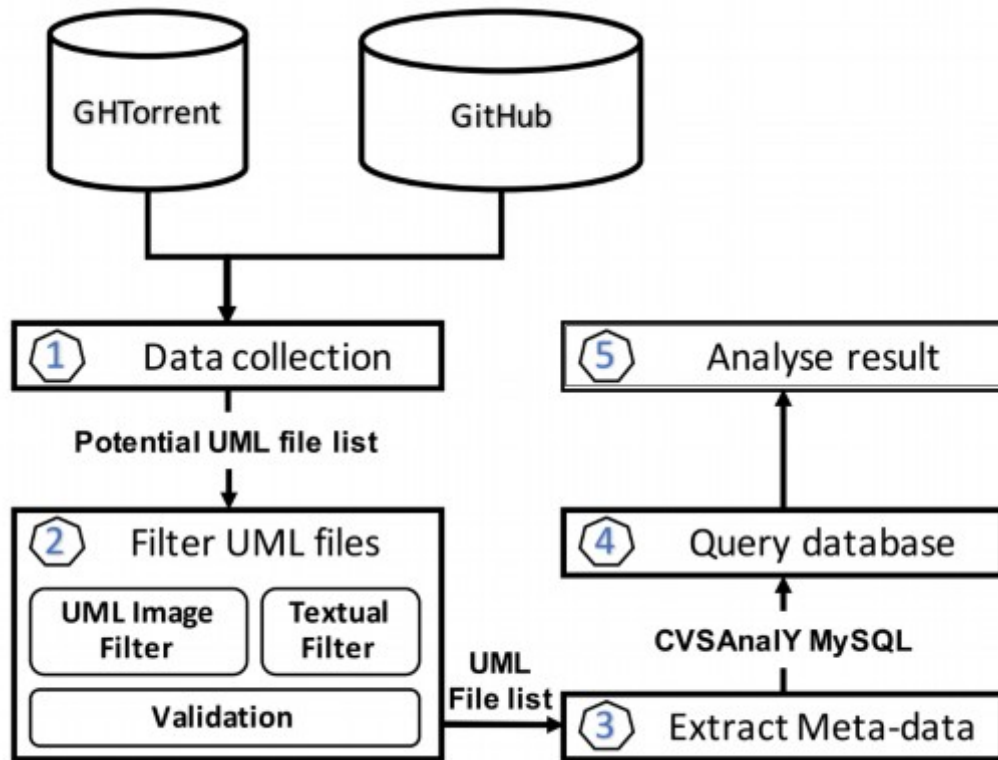 GHTorrent
GitHub
1 Data collection
Potential UML file list
2 Filter UML files
UML Image
Filter
Textual
Filter
Validation
UML
File list
3 Extract Meta-data
CVSAnalY MySQL
4 Query database
5 Analyse result